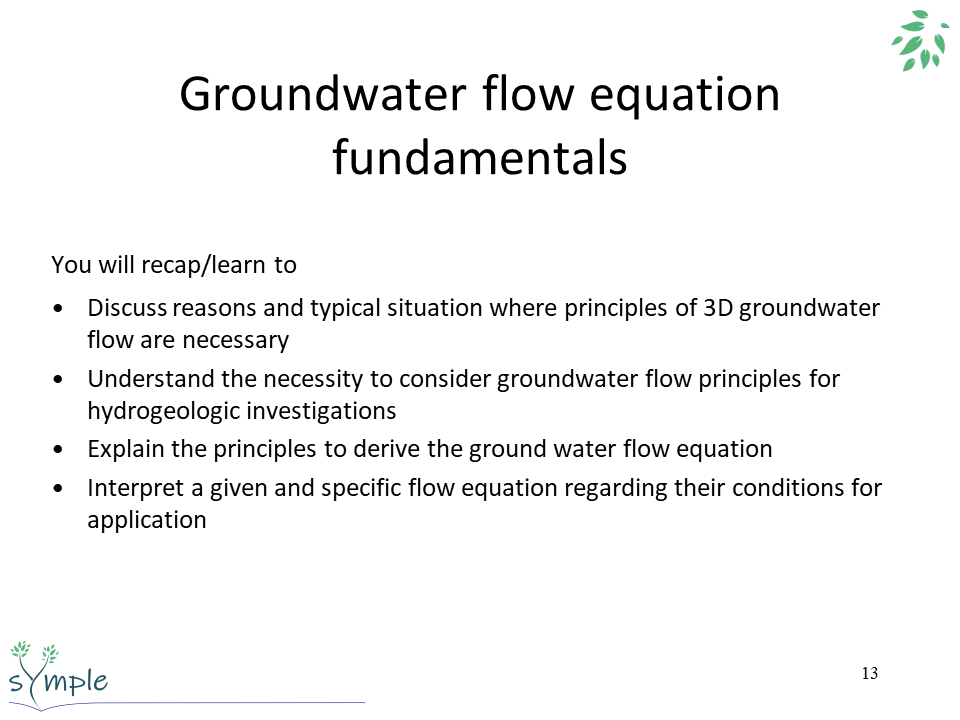 Groundwater flow equation
fundamentals
You will recap/learn to
• Discuss reasons and typical situation where principles of 3D groundwater
flow are necessary
• Understand the necessity to consider groundwater flow principles for
hydrogeologic investigations
• Explain the principles to derive the ground water flow equation
• Interpret a given and specific flow equation regarding their conditions for
application
sYmple
13